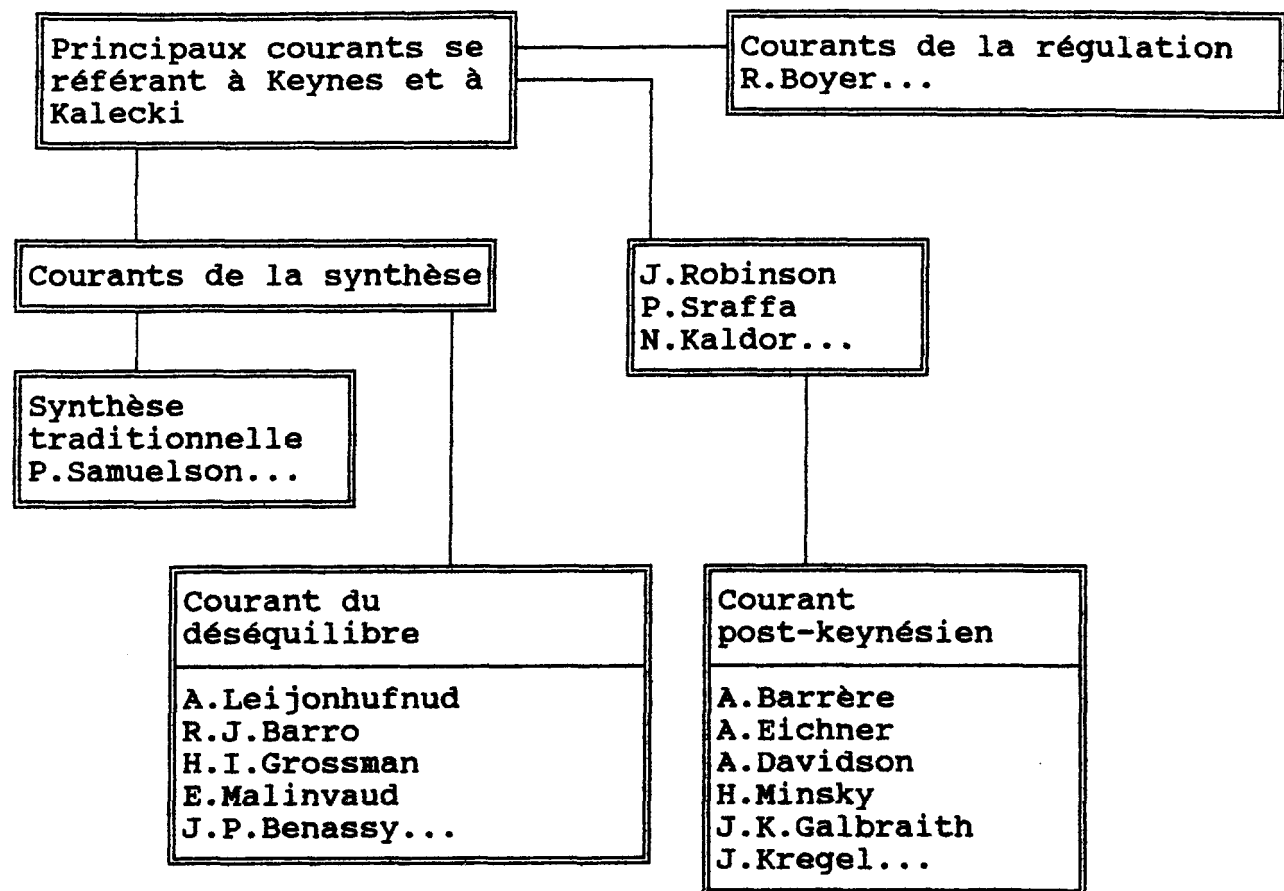 Principaux courants se
référant à Keynes et à
Kalecki
Courants de la régulation
R.Boyer...
Courants de la synthèse
J.Robinson
P.Sraffa
N.Kaldor...
Synthèse
traditionnelle
P.Samuelson...
Courant du
déséquilibre
A.Leijonhufnud
R.J.Barro
H.I.Grossman
E.Malinvaud
J.P.Benassy...
Courant
post-keynésien
A.Barrère
A.Eichner
A.Davidson
H.Minsky
J.K.Galbraith
J.Kregel...